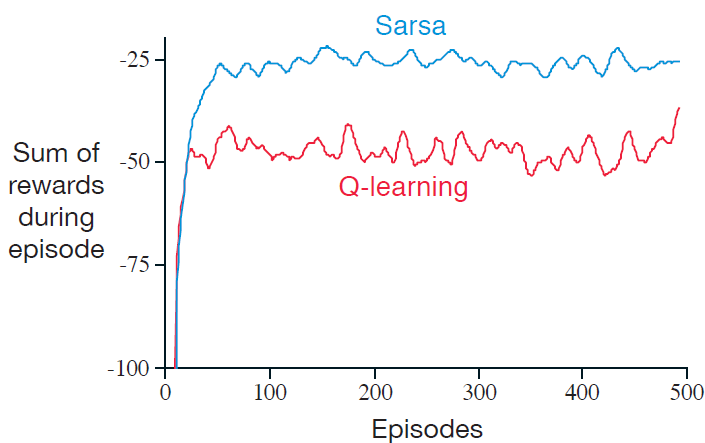 Sarsa
-25
Sum of
rewards
during
episode
-50
Q-learning
-75
-100
0 100 200 300 400 500
Episodes